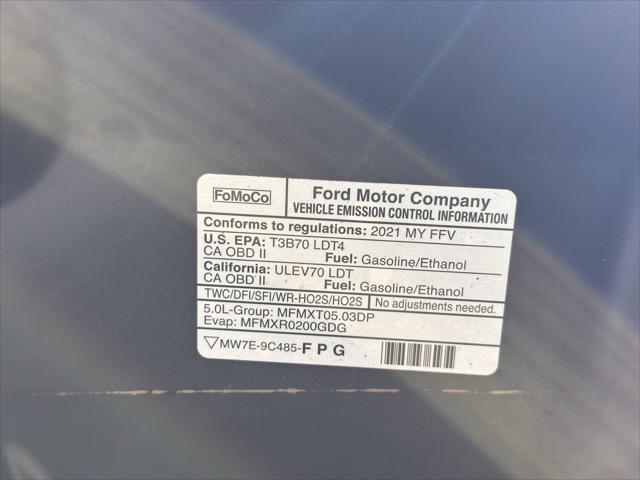 FoMoCo
Ford Motor Company
VEHICLE EMISSION CONTROL INFORMATION
Conforms to regulations: 2021 MY FFV
U.S. EPA: T3B70 LDT4
CA OBD II Fuel: Gasoline/Ethanol
California: ULEV70 LDT
CA OBD II Fuel: Gasoline/Ethanol
TWC/DFI/SFI/WR-HO2S/HO2S No adjustments needed.
5.0L-Group: MFMXT05.03DP
Evap: MFMXR0200GDG
MW7E-9C485-F P G